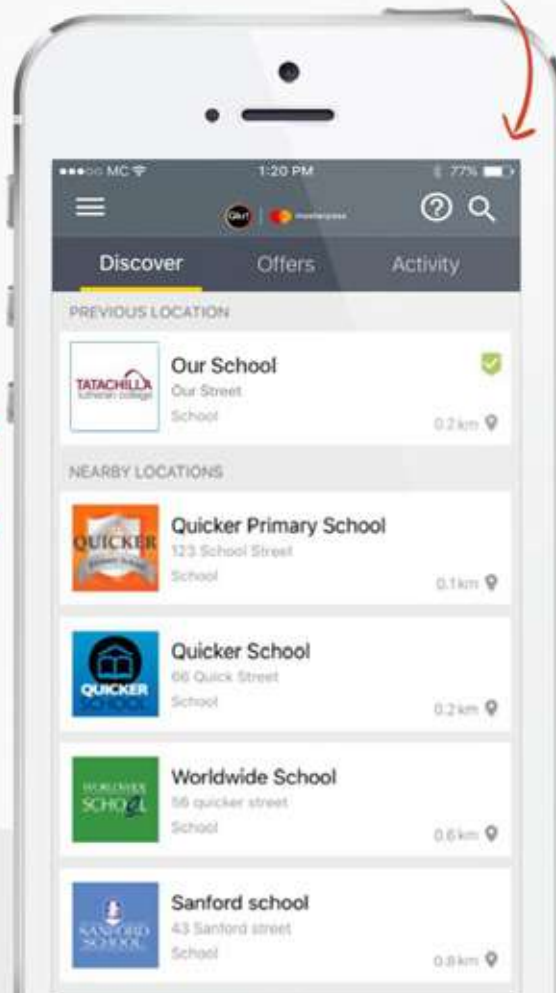 MC
1:20 PM
77%
Qkr!
masterpass
Discover
Offers
Activity
PREVIOUS LOCATION
TATACHILLA
lutheran college
Our School
Our Street
School
0.2 km
NEARBY LOCATIONS
QUICKER
Quicker Primary School
123 School Street
School
0.1 km
QUICKER
SCHOOL
Quicker School
66 Quick Street
School
0.2 km
WORLDWIDE
SCHOOL
Worldwide School
56 quicker street
School
0.6 km
SANFORD
SCHOOL
Sanford school
43 Sanford street
School
0.8 km